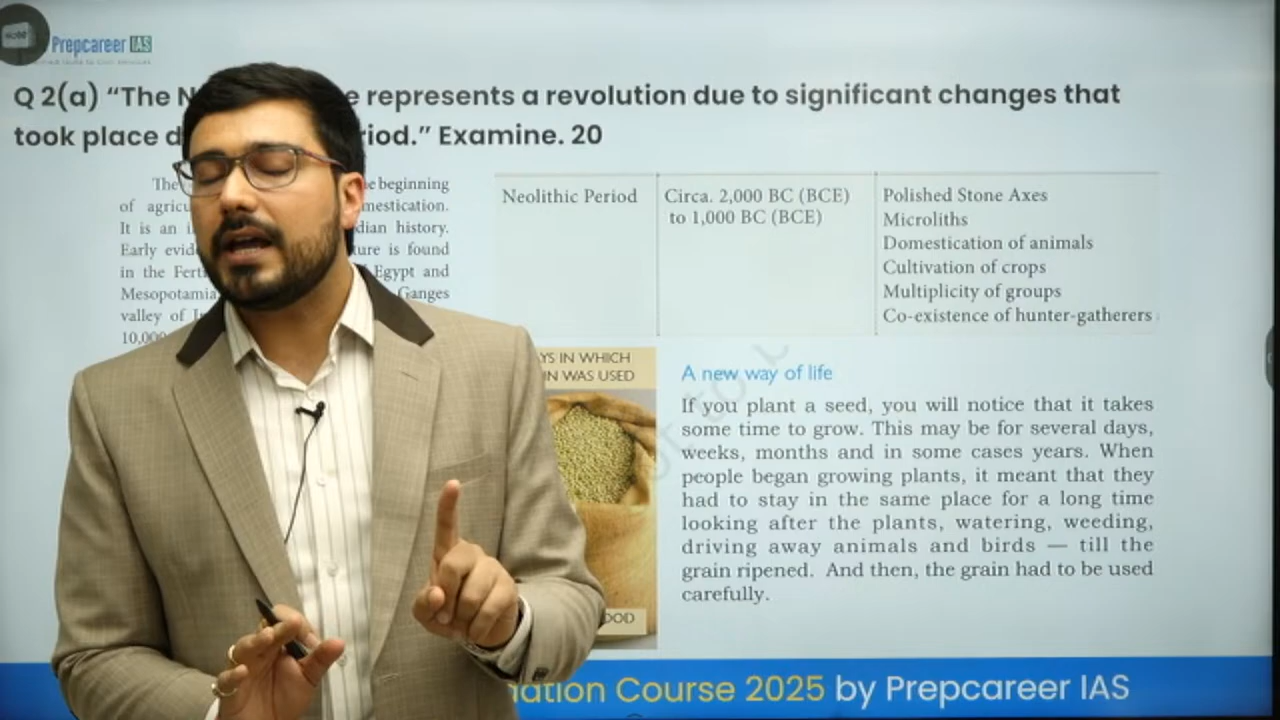 Prepcareer IAS
Q 2(a) “The N e represents a revolution due to significant changes that
took place d riod.” Examine. 20
The e beginning
of agricu mestication.
It is an i dian history.
Early evid ture is found
in the Ferti Egypt and
Mesopotamia Ganges
valley of I
10,000
Neolithic Period
Circa. 2,000 BC (BCE)
to 1,000 BC (BCE)
Polished Stone Axes
Microliths
Domestication of animals
Cultivation of crops
Multiplicity of groups
Co-existence of hunter-gatherers
YS IN WHICH
N WAS USED
OOD
A new way of life
If you plant a seed, you will notice that it takes
some time to grow. This may be for several days,
weeks, months and in some cases years. When
people began growing plants, it meant that they
had to stay in the same place for a long time
looking after the plants, watering, weeding,
driving away animals and birds — till the
grain ripened. And then, the grain had to be used
carefully.
dation Course 2025 by Prepcareer IAS